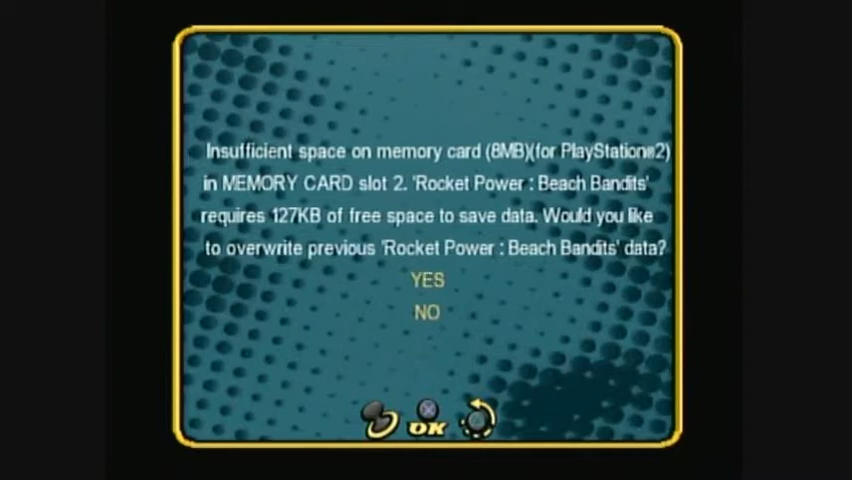 Insufficient space on memory card (8MB)(for PlayStation®2)
in MEMORY CARD slot 2. 'Rocket Power : Beach Bandits'
requires 127KB of free space to save data. Would you like
to overwrite previous 'Rocket Power : Beach Bandits' data?
YES
NO
OK